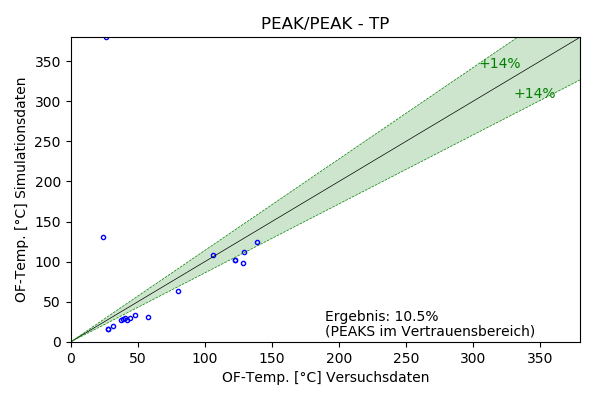 PEAK/PEAK - TP
OF-Temp. [°C] Simulationsdaten
350
300
250
200
150
100
50
0
+14%
+14%
Ergebnis: 10.5%
(PEAKS im Vertrauensbereich)
0 50 100 150 200 250 300 350
OF-Temp. [°C] Versuchsdaten